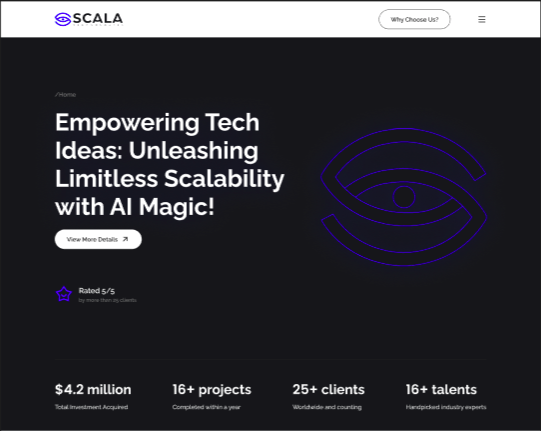 SCALA
Why Choose Us?
/Home
Empowering Tech
Ideas: Unleashing
Limitless Scalability
with AI Magic!
View More Details
Rated 5/5
by more than 25 clients
$4.2 million
16+ projects
25+ clients
16+ talents
Total Investment Acquired
Completed within a year
Worldwide and counting
Handpicked industry experts